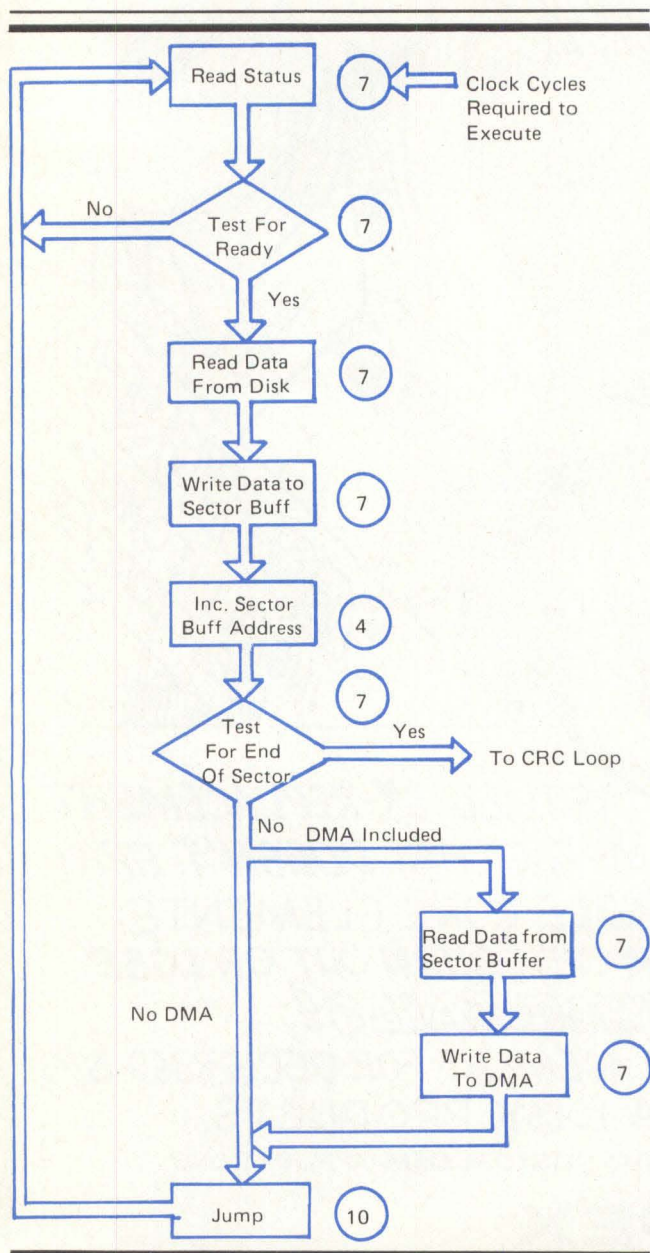 Read Status
7
Clock Cycles
Required to
Execute
No
Test For
Ready
7
Yes
Read Data
From Disk
7
Write Data to
Sector Buff
7
Inc. Sector
Buff Address
4
7
Test
For End
Of Sector
Yes
To CRC Loop
No
DMA Included
Read Data from
Sector Buffer
7
No DMA
Write Data
To DMA
7
Jump
10